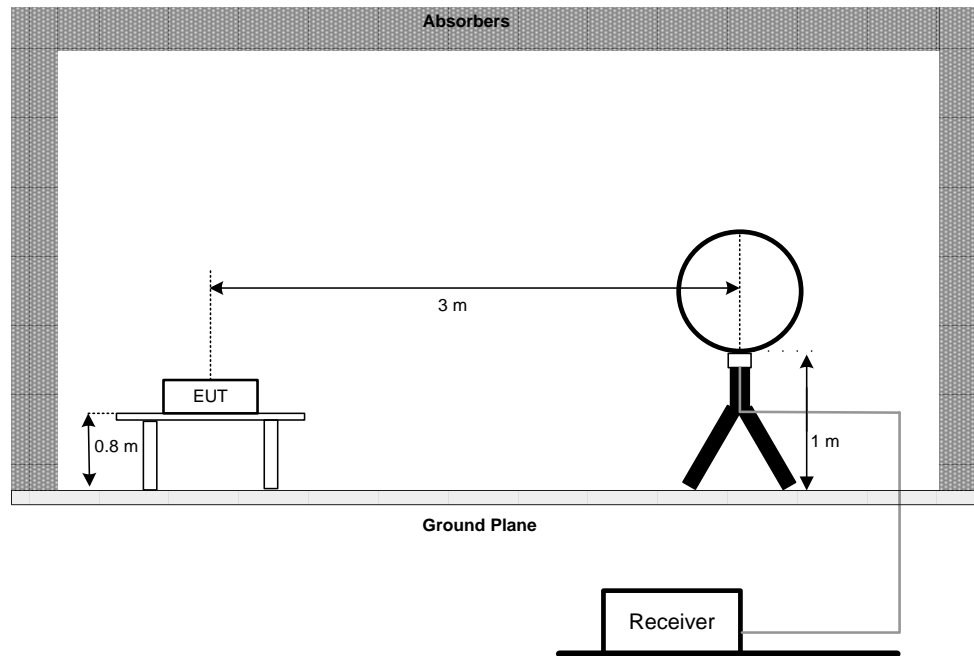 Absorbers
3 m
EUT
0.8 m
1 m
Ground Plane
Receiver